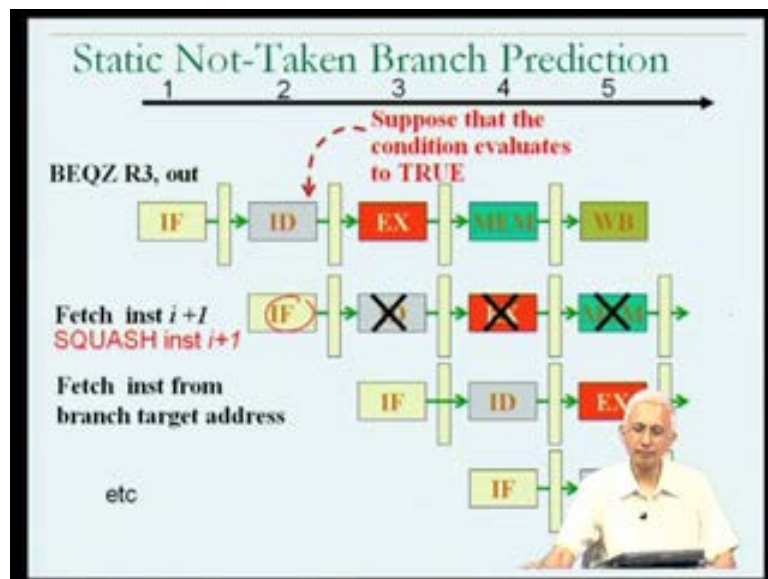 Static Not-Taken Branch Prediction
1 2 3 4 5
Suppose that the
condition evaluates
to TRUE
BEQZ R3, out
IF ID EX MEM WB
Fetch inst i +1
IF
SQUASH inst i+1
Fetch inst from
IF ID EX
branch target address
etc
IF